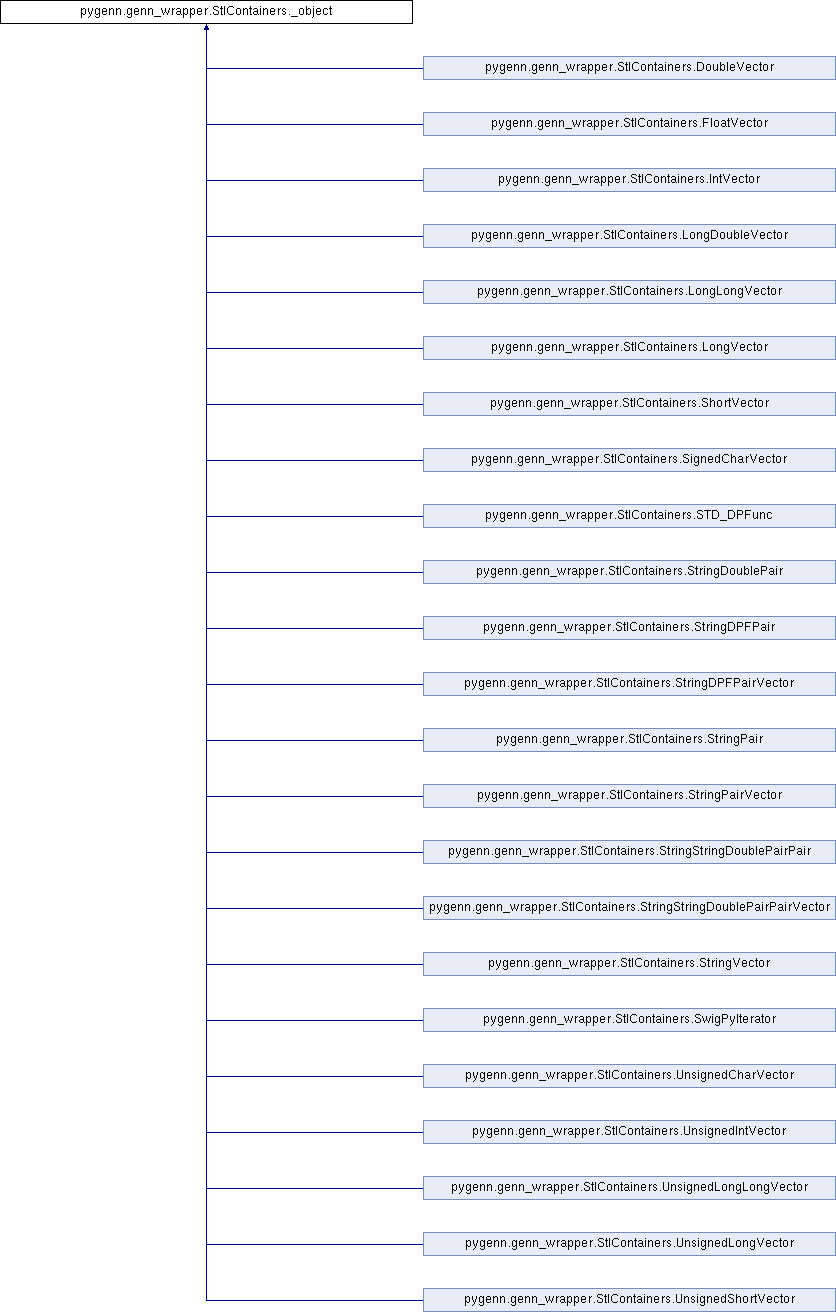 pygenn.genn_wrapper.StlContainers._object
pygenn.genn_wrapper.StlContainers.DoubleVector
pygenn.genn_wrapper.StlContainers.FloatVector
pygenn.genn_wrapper.StlContainers.IntVector
pygenn.genn_wrapper.StlContainers.LongDoubleVector
pygenn.genn_wrapper.StlContainers.LongLongVector
pygenn.genn_wrapper.StlContainers.LongVector
pygenn.genn_wrapper.StlContainers.ShortVector
pygenn.genn_wrapper.StlContainers.SignedCharVector
pygenn.genn_wrapper.StlContainers.STD_DPFunc
pygenn.genn_wrapper.StlContainers.StringDoublePair
pygenn.genn_wrapper.StlContainers.StringDPFPair
pygenn.genn_wrapper.StlContainers.StringDPFPairVector
pygenn.genn_wrapper.StlContainers.StringPair
pygenn.genn_wrapper.StlContainers.StringPairVector
pygenn.genn_wrapper.StlContainers.StringStringDoublePairPair
pygenn.genn_wrapper.StlContainers.StringStringDoublePairPairVector
pygenn.genn_wrapper.StlContainers.StringVector
pygenn.genn_wrapper.StlContainers.SwigPyIterator
pygenn.genn_wrapper.StlContainers.UnsignedCharVector
pygenn.genn_wrapper.StlContainers.UnsignedIntVector
pygenn.genn_wrapper.StlContainers.UnsignedLongLongVector
pygenn.genn_wrapper.StlContainers.UnsignedLongVector
pygenn.genn_wrapper.StlContainers.UnsignedShortVector